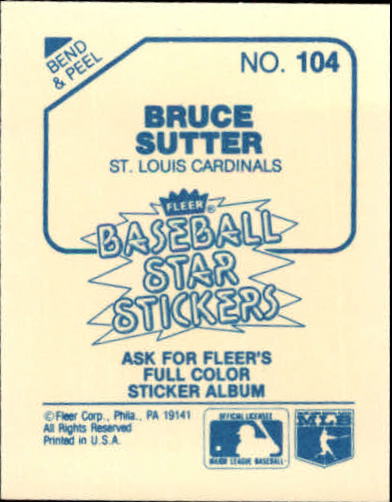 BEND
& PEEL
NO. 104
BRUCE
SUTTER
ST. LOUIS CARDINALS
FLEER®
BASEBALL
STAR
STICKERS
ASK FOR FLEER'S
FULL COLOR
STICKER ALBUM
© Fleer Corp., Phila., PA 19141
All Rights Reserved
Printed in U.S.A.
OFFICIAL LICENSEE
MAJOR LEAGUE BASEBALL
MLB